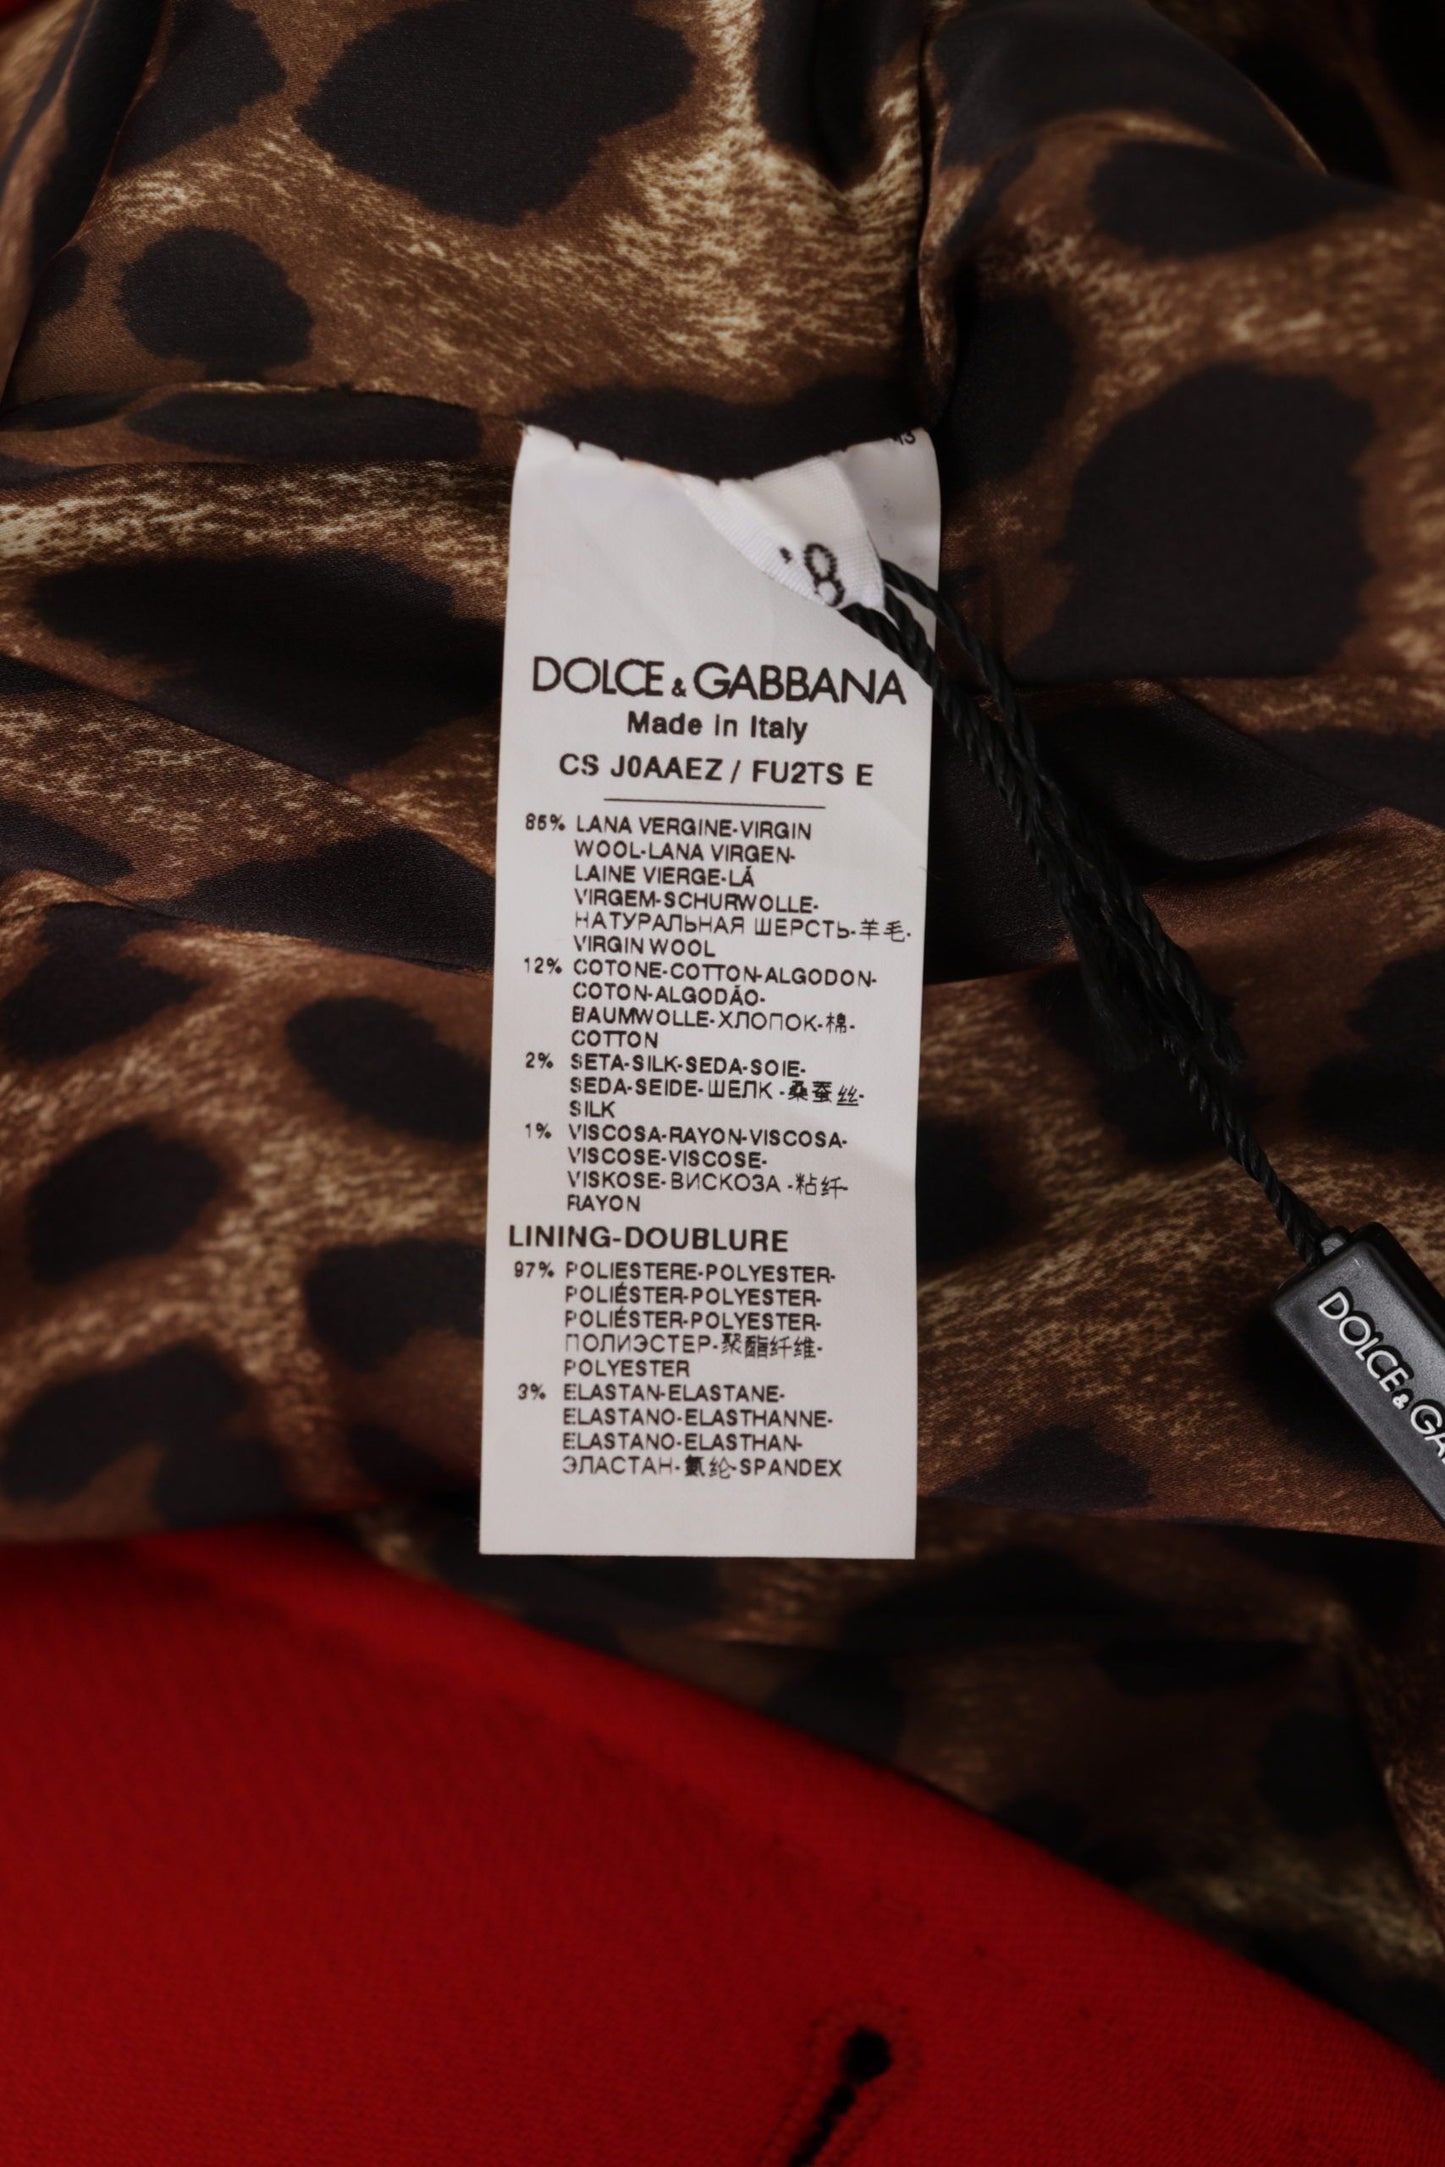 DOLCE & GABBANA
Made in Italy
CS J0AAEZ / FU2TS E
85% LANA VERGINE-VIRGIN
WOOL-LANA VIRGEN-
LAINE VIERGE-LÃ
VIRGEM-SCHURWOLLE-
НАТУРАЛЬНАЯ ШЕРСТЬ-羊毛-
VIRGIN WOOL
12% COTONE-COTTON-ALGODON-
COTON-ALGODÃO-
BAUMWOLLE-ХЛОПОК-棉-
COTTON
2% SETA-SILK-SEDA-SOIE-
SEDA-SEIDE-ШЕЛК -桑蚕丝-
SILK
1% VISCOSA-RAYON-VISCOSA-
VISCOSE-VISCOSE-
VISKOSE-ВИСКОЗА -粘纤-
RAYON
LINING-DOUBLURE
97% POLIESTERE-POLYESTER-
POLIÉSTER-POLYESTER-
POLIÉSTER-POLYESTER-
ПОЛИЭСТЕР-聚酯纤维-
POLYESTER
3% ELASTAN-ELASTANE-
ELASTANO-ELASTHANNE-
ELASTANO-ELASTHAN-
ЭЛАСТАН-氨纶-SPANDEX
DOLCE & GA